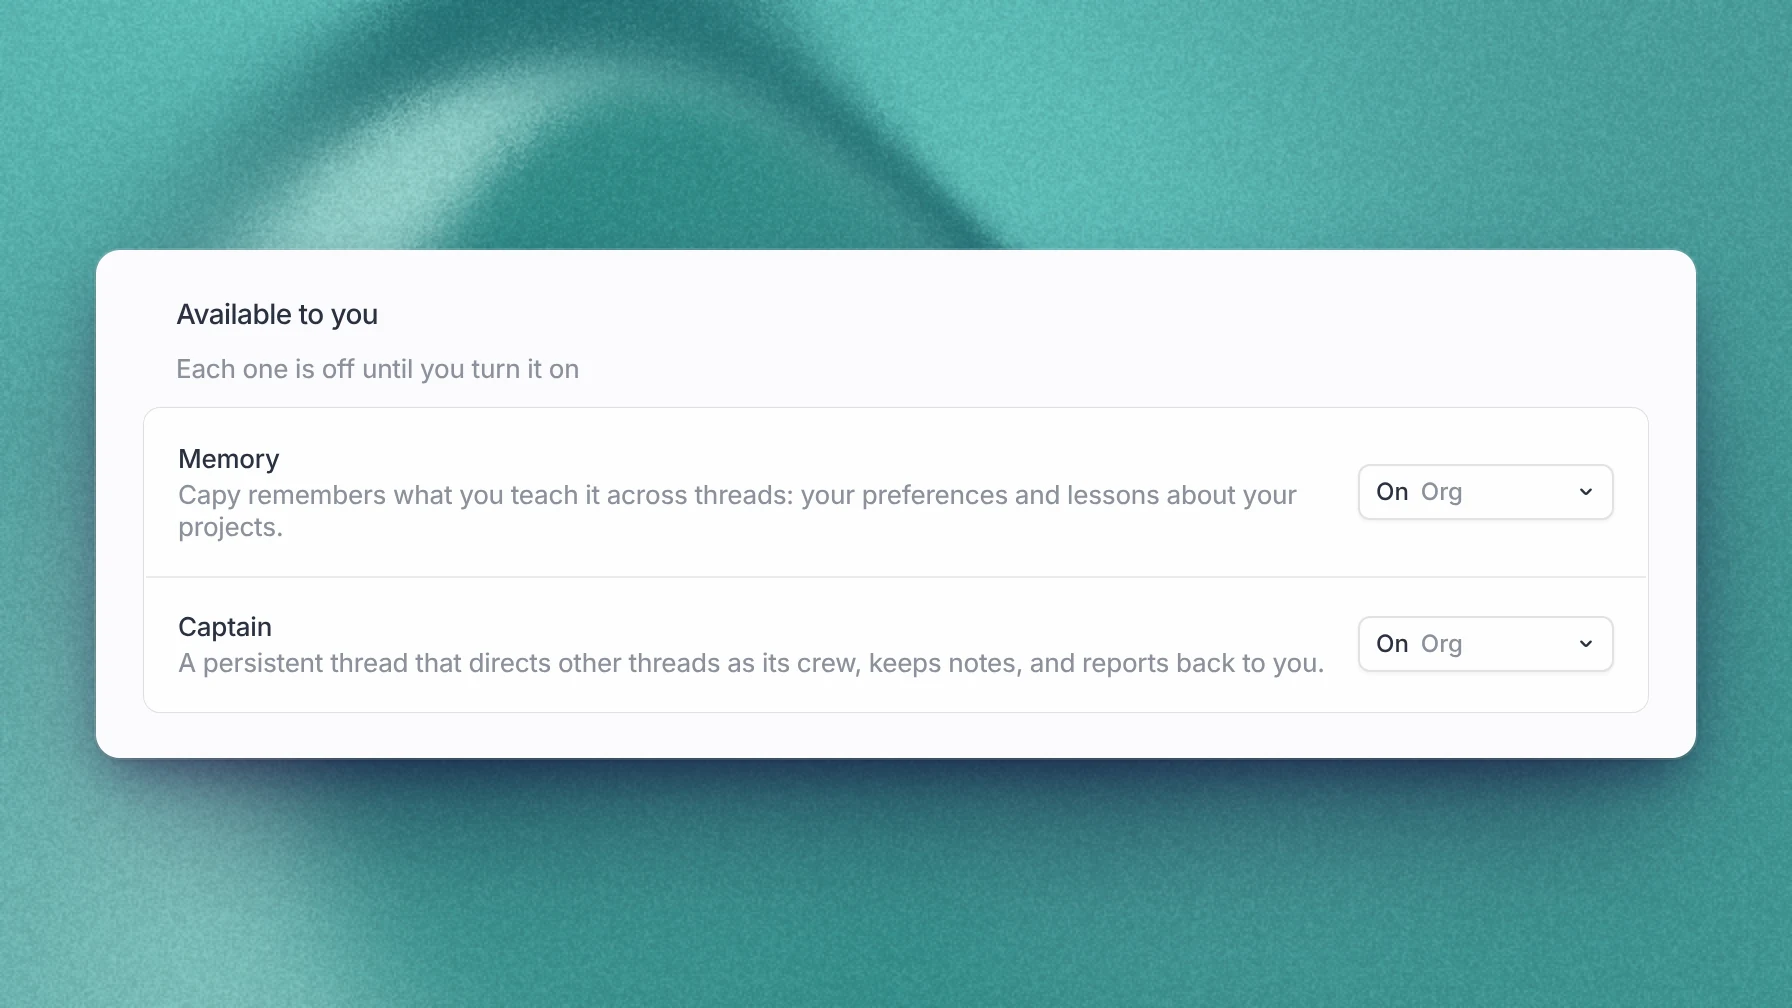 Available to you
Each one is off until you turn it on
Memory
Capy remembers what you teach it across threads: your preferences and lessons about your
projects.
On Org
Captain
A persistent thread that directs other threads as its crew, keeps notes, and reports back to you.
On Org